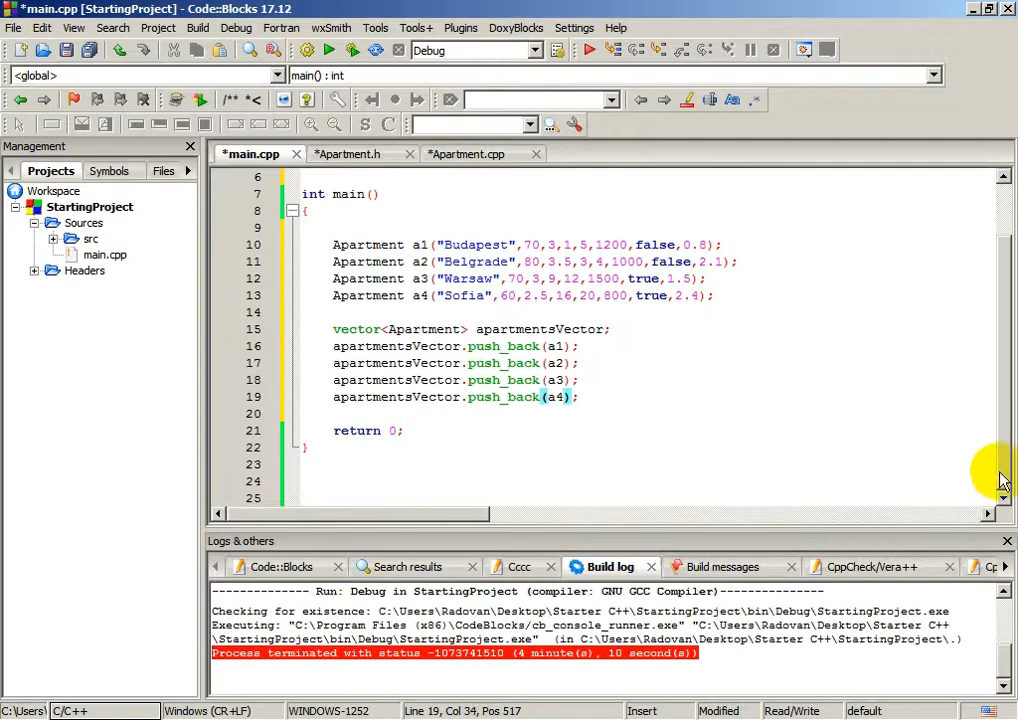 *main.cpp [StartingProject] - Code::Blocks 17.12
File Edit View Search Project Build Debug Fortran wxSmith Tools Tools+ Plugins DoxyBlocks Settings Help
Debug
<global> main() : int
/** *< ? Aa .*
S C
Management
*main.cpp *Apartment.h *Apartment.cpp
Projects Symbols Files
Workspace
StartingProject
Sources
src
main.cpp
Headers
6
7 int main()
8 {
9
10 Apartment a1("Budapest",70,3,1,5,1200,false,0.8);
11 Apartment a2("Belgrade",80,3.5,3,4,1000,false,2.1);
12 Apartment a3("Warsaw",70,3,9,12,1500,true,1.5);
13 Apartment a4("Sofia",60,2.5,16,20,800,true,2.4);
14
15 vector<Apartment> apartmentsVector;
16 apartmentsVector.push_back(a1);
17 apartmentsVector.push_back(a2);
18 apartmentsVector.push_back(a3);
19 apartmentsVector.push_back(a4);
20
21 return 0;
22 }
23
24
25
Logs & others
Code::Blocks Search results Cccc Build log Build messages CppCheck/Vera++ Cp
-------------- Run: Debug in StartingProject (compiler: GNU GCC Compiler)---------------
Checking for existence: C:\Users\Radovan\Desktop\Starter C++\StartingProject\bin\Debug\StartingProject.exe
Executing: "C:\Program Files (x86)\CodeBlocks/cb_console_runner.exe" "C:\Users\Radovan\Desktop\Starter C++
\StartingProject\bin\Debug\StartingProject.exe" (in C:\Users\Radovan\Desktop\Starter C++\StartingProject\.)
Process terminated with status -1073741510 (4 minute(s), 10 second(s))
C:\Users\ C/C++ Windows (CR+LF) WINDOWS-1252 Line 19, Col 34, Pos 517 Insert Modified Read/Write default